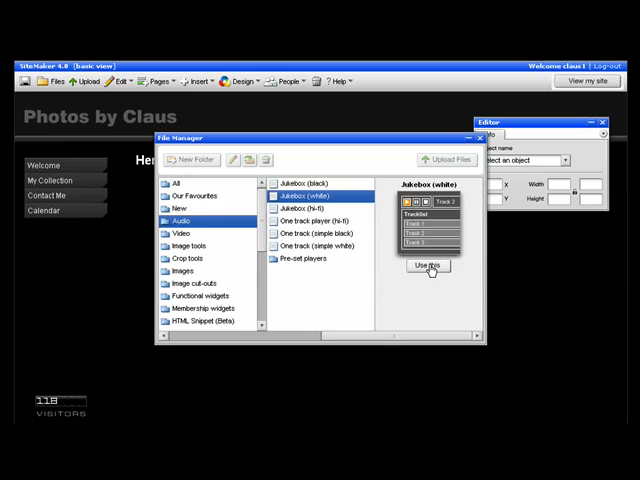 SiteMaker 4.0 [basic view] Welcome claus1 | Log-out
Files Upload Edit Pages Insert Design People ? Help View my site
Photos by Claus
Editor
Welcome
My Collection
Contact Me
Calendar
File Manager
New Folder Upload Files
All
Our Favourites
New
Audio
Video
Image tools
Crop tools
Images
Image cut-outs
Functional widgets
Membership widgets
HTML Snippet (Beta)
Jukebox (black)
Jukebox (white)
Jukebox (hi-fi)
One track player (hi-fi)
One track (simple black)
One track (simple white)
Pre-set players
Jukebox (white)
Track 2
Tracklist
Track 1
Track 2
Track 3
Use this
X Width
Y Height
118
VISITORS